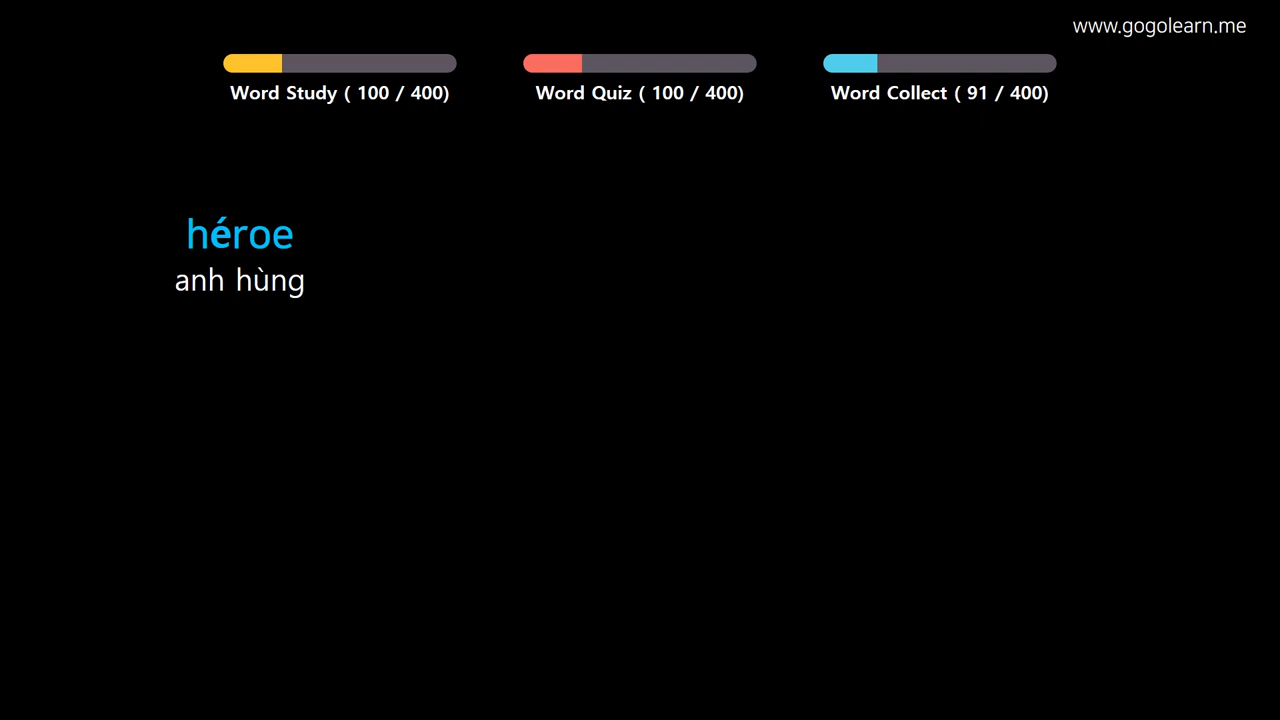 www.gogolearn.me
Word Study ( 100 / 400)
Word Quiz ( 100 / 400)
Word Collect ( 91 / 400)
héroe
anh hùng